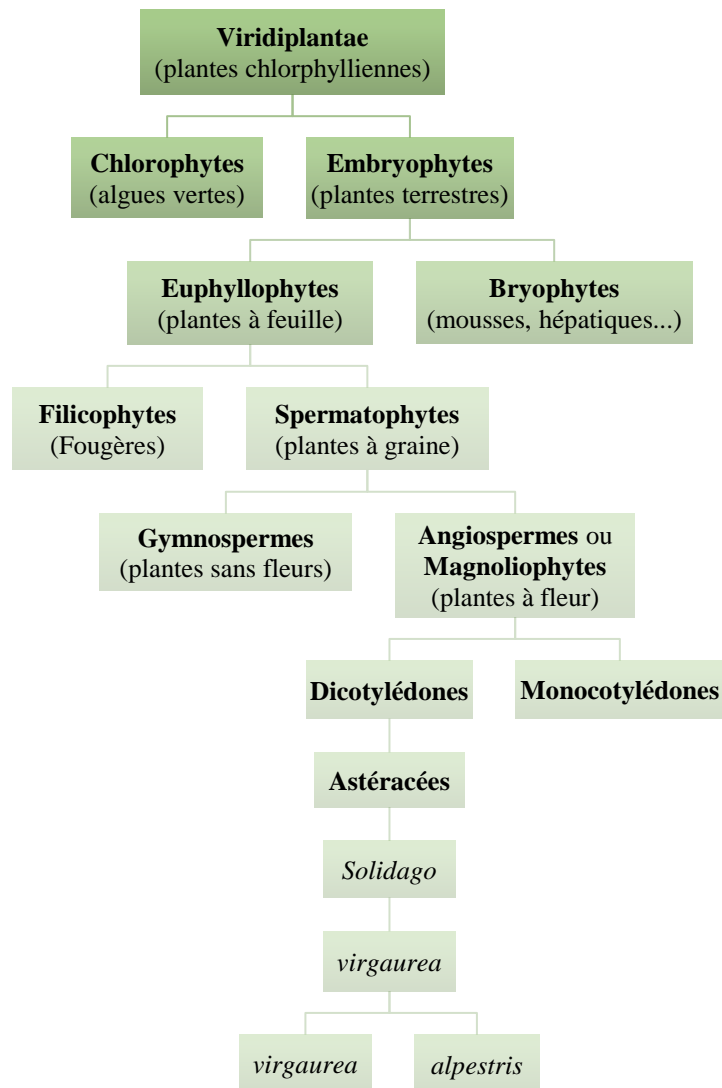 Viridiplantae
(plantes chlorphylliennes)
Chlorophytes
(algues vertes)
Embryophytes
(plantes terrestres)
Euphyllophytes
(plantes à feuille)
Bryophytes
(mousses, hépatiques...)
Filicophytes
(Fougères)
Spermatophytes
(plantes à graine)
Gymnospermes
(plantes sans fleurs)
Angiospermes ou
Magnoliophytes
(plantes à fleur)
Dicotylédones
Monocotylédones
Astéracées
Solidago
virgaurea
virgaurea
alpestris